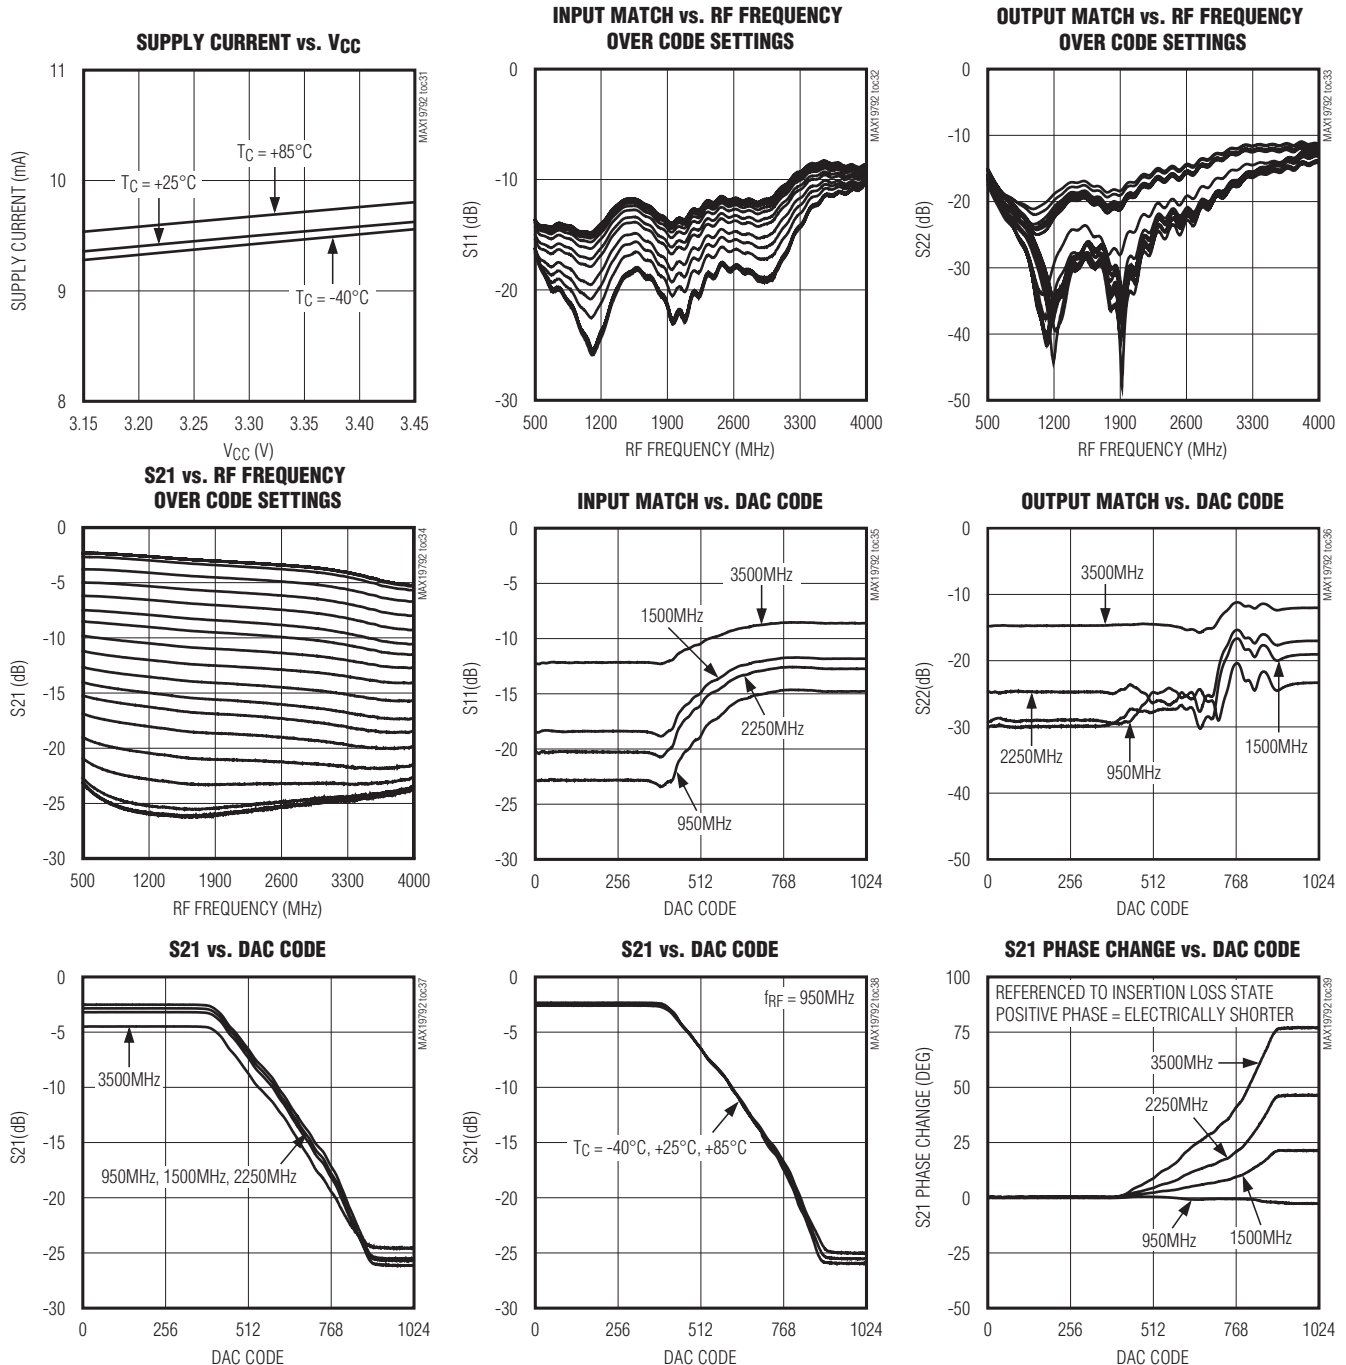 SUPPLY CURRENT vs. VCC
11
10
9
8
SUPPLY CURRENT (mA)
TC = +85°C
TC = +25°C
TC = -40°C
3.15 3.20 3.25 3.30 3.35 3.40 3.45
VCC (V)
MAX19792 toc31
INPUT MATCH vs. RF FREQUENCY
OVER CODE SETTINGS
0
-10
-20
-30
S11 (dB)
500 1200 1900 2600 3300 4000
RF FREQUENCY (MHz)
MAX19792 toc32
OUTPUT MATCH vs. RF FREQUENCY
OVER CODE SETTINGS
0
-10
-20
-30
-40
-50
S22 (dB)
500 1200 1900 2600 3300 4000
RF FREQUENCY (MHz)
MAX19792 toc33
S21 vs. RF FREQUENCY
OVER CODE SETTINGS
0
-5
-10
-15
-20
-25
-30
S21 (dB)
500 1200 1900 2600 3300 4000
RF FREQUENCY (MHz)
MAX19792 toc34
INPUT MATCH vs. DAC CODE
0
-5
-10
-15
-20
-25
-30
S11(dB)
3500MHz
1500MHz
2250MHz
950MHz
0 256 512 768 1024
DAC CODE
MAX19792 toc35
OUTPUT MATCH vs. DAC CODE
0
-10
-20
-30
-40
-50
S22(dB)
3500MHz
2250MHz
950MHz
1500MHz
0 256 512 768 1024
DAC CODE
MAX19792 toc36
S21 vs. DAC CODE
0
-5
-10
-15
-20
-25
-30
S21(dB)
3500MHz
950MHz, 1500MHz, 2250MHz
0 256 512 768 1024
DAC CODE
MAX19792 toc37
S21 vs. DAC CODE
0
-5
-10
-15
-20
-25
-30
S21(dB)
fRF = 950MHz
TC = -40°C, +25°C, +85°C
0 256 512 768 1024
DAC CODE
MAX19792 toc38
S21 PHASE CHANGE vs. DAC CODE
100
75
50
25
0
-25
-50
S21 PHASE CHANGE (DEG)
REFERENCED TO INSERTION LOSS STATE
POSITIVE PHASE = ELECTRICALLY SHORTER
3500MHz
2250MHz
950MHz
1500MHz
0 256 512 768 1024
DAC CODE
MAX19792 toc39